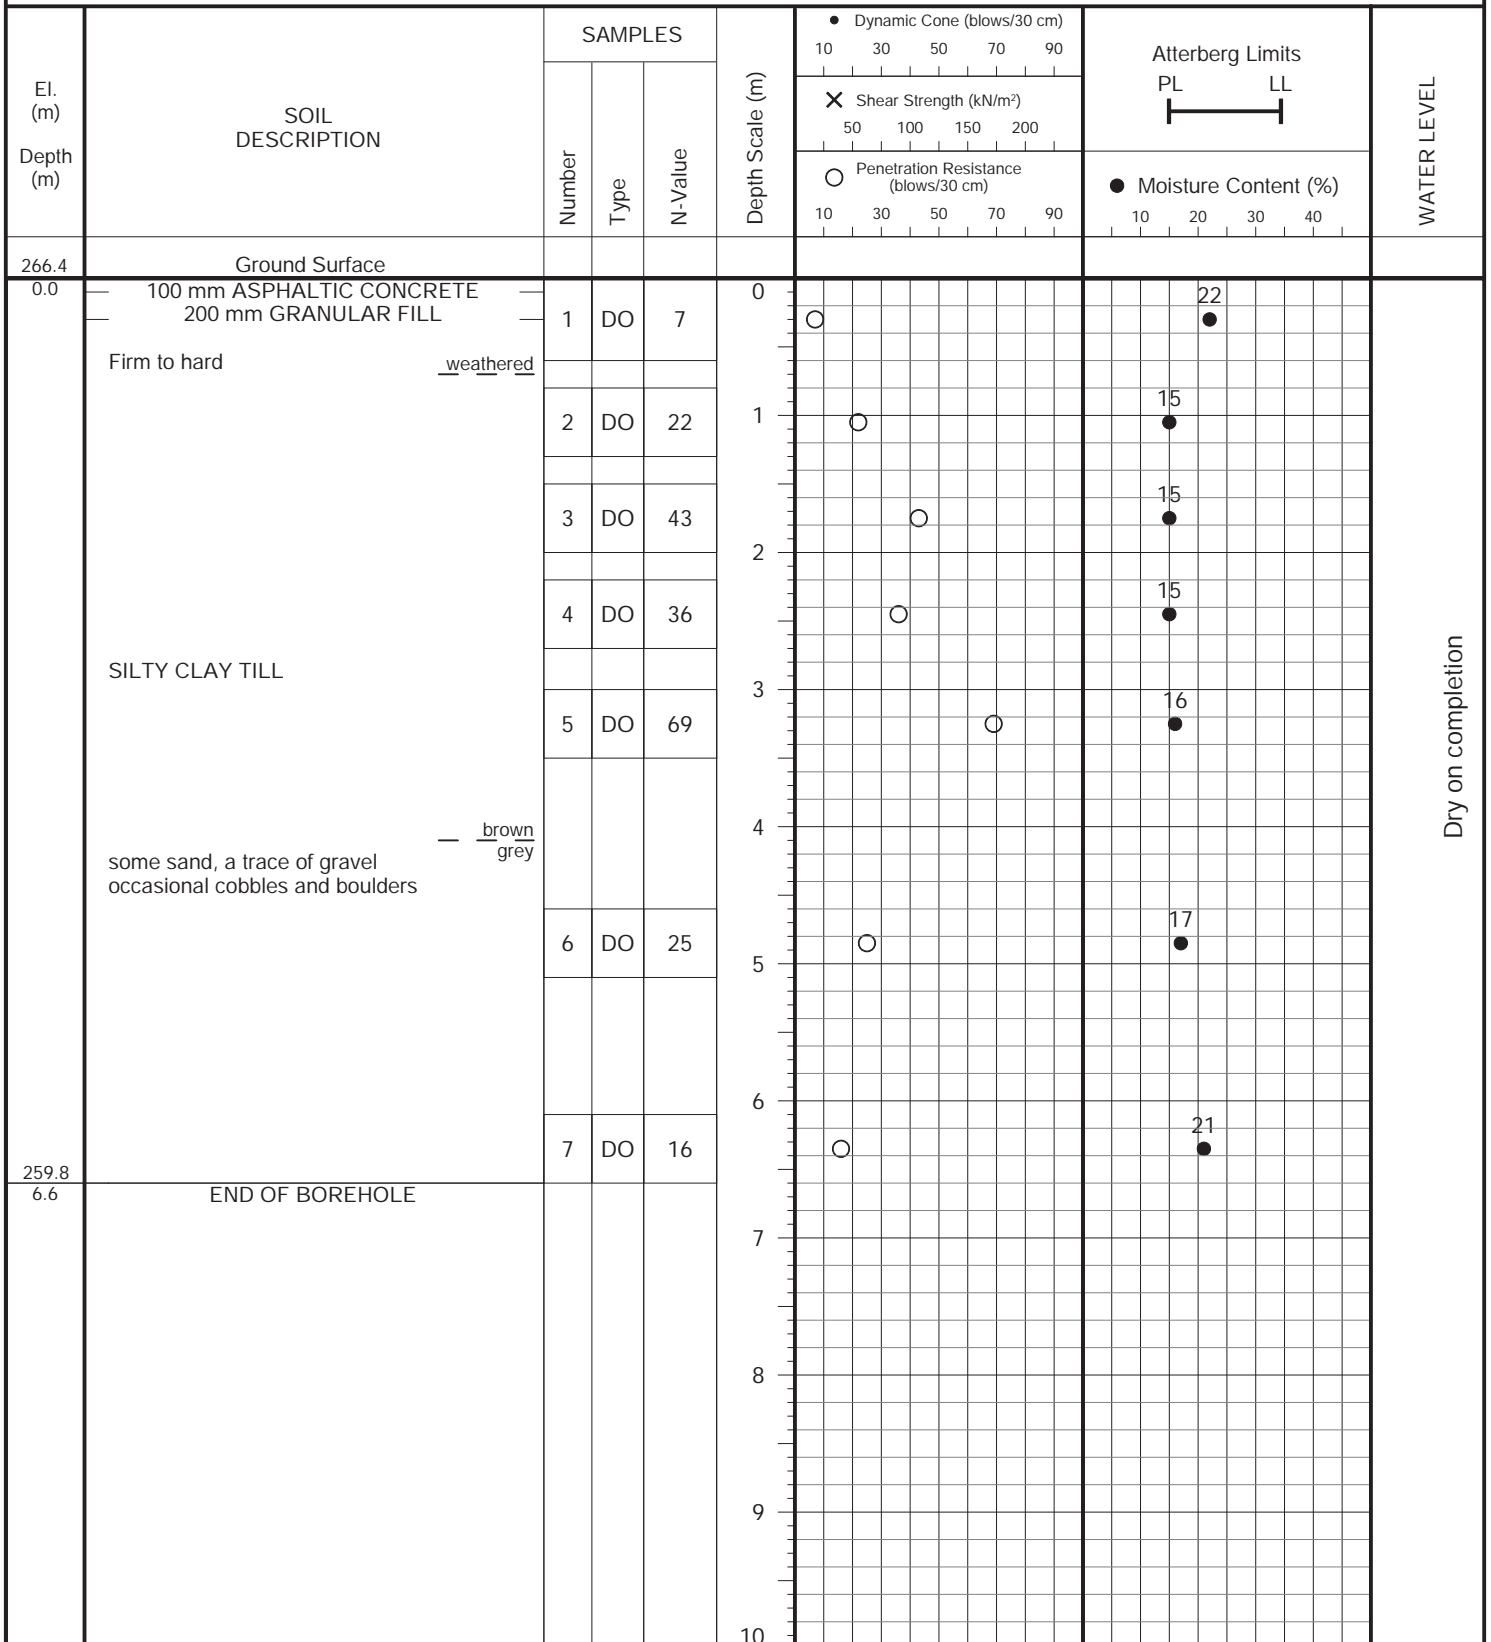 El.
(m)
Depth
(m)
SOIL
DESCRIPTION
SAMPLES
Number
Type
N-Value
Depth Scale (m)
Dynamic Cone (blows/30 cm)
10 30 50 70 90
Shear Strength (kN/m²)
50 100 150 200
Penetration Resistance
(blows/30 cm)
10 30 50 70 90
Atterberg Limits
PL LL
Moisture Content (%)
10 20 30 40
WATER LEVEL
266.4 Ground Surface
0.0 100 mm ASPHALTIC CONCRETE 0
200 mm GRANULAR FILL
1 DO 7 22
Firm to hard weathered
2 DO 22 1 15
3 DO 43 15
2
4 DO 36 15
SILTY CLAY TILL
3
5 DO 69 16
4
brown
grey
some sand, a trace of gravel
occasional cobbles and boulders
6 DO 25 17
5
6
7 DO 16 21
259.8
6.6 END OF BOREHOLE
7
8
9
10
Dry on completion